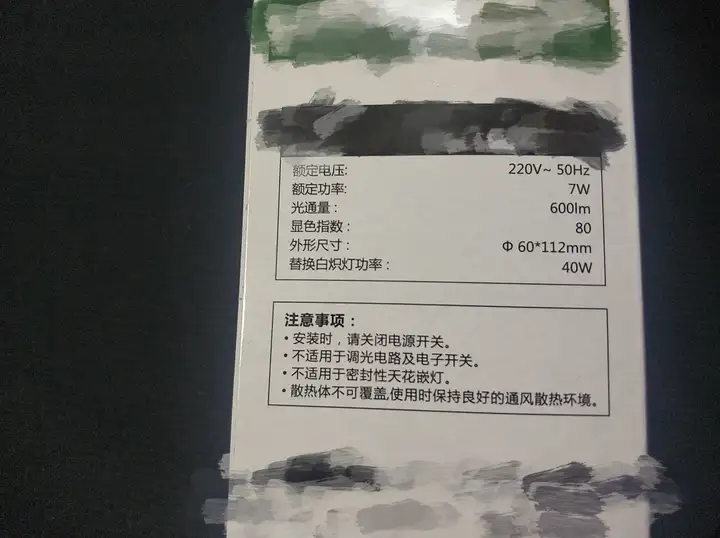 额定电压: 220V~ 50Hz
额定功率: 7W
光通量: 600lm
显色指数: 80
外形尺寸: Φ 60*112mm
替换白炽灯功率: 40W
注意事项:
• 安装时，请关闭电源开关。
• 不适用于调光电路及电子开关。
• 不适用于密封性天花嵌灯。
• 散热体不可覆盖,使用时保持良好的通风散热环境。